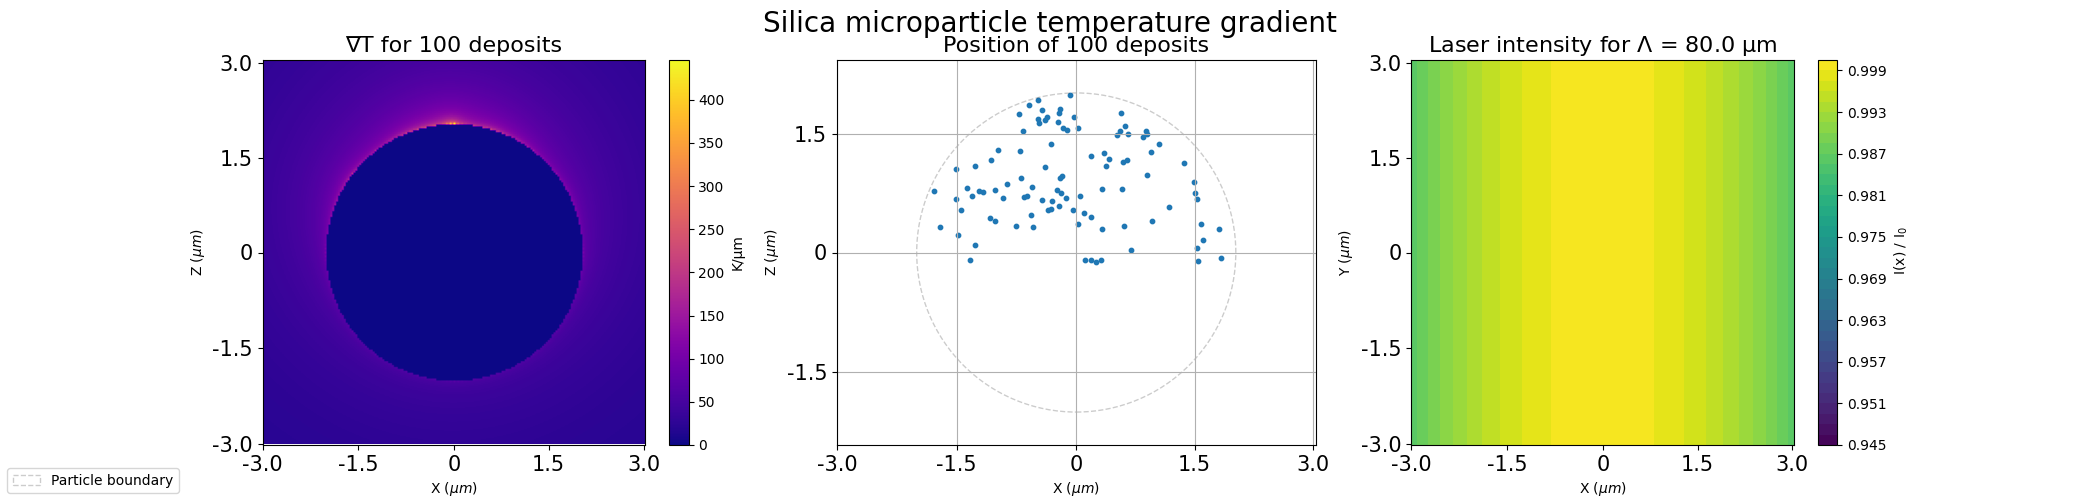 Silica microparticle temperature gradient
∇T for 100 deposits
3.0
1.5
0
-1.5
-3.0
Z (μm)
-3.0 -1.5 0 1.5 3.0
X (μm)
400
350
300
250
200
150
100
50
0
K/μm
Position of 100 deposits
1.5
0
-1.5
Z (μm)
-3.0 -1.5 0 1.5 3.0
X (μm)
Laser intensity for Λ = 80.0 μm
3.0
1.5
0
-1.5
-3.0
Y (μm)
-3.0 -1.5 0 1.5 3.0
X (μm)
0.999
0.993
0.987
0.981
0.975
0.969
0.963
0.957
0.951
0.945
I(x) / I₀
Particle boundary